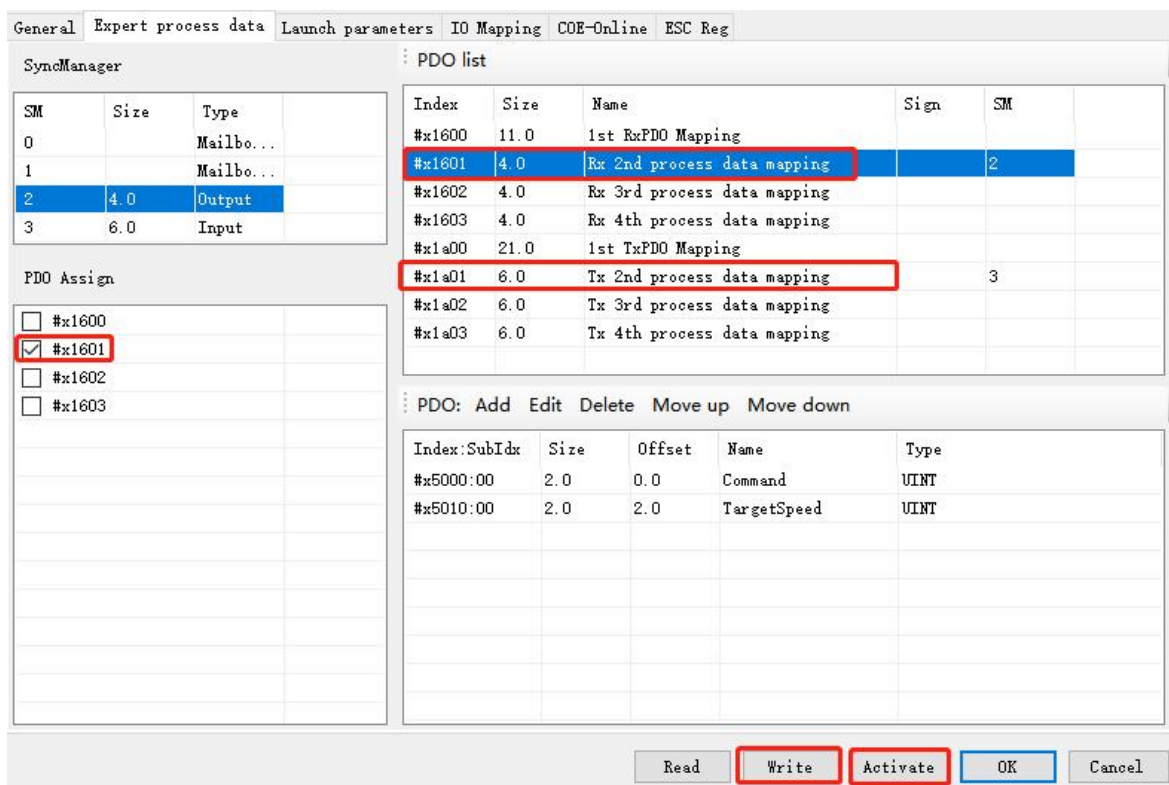 General Expert process data Launch parameters IO Mapping COE-Online ESC Reg
SyncManager
SM Size Type
0 Mailbo...
1 Mailbo...
2 4.0 Output
3 6.0 Input
PDO Assign
#x1600
#x1601
#x1602
#x1603
PDO list
Index Size Name Sign SM
#x1600 11.0 1st RxPDO Mapping
#x1601 4.0 Rx 2nd process data mapping 2
#x1602 4.0 Rx 3rd process data mapping
#x1603 4.0 Rx 4th process data mapping
#x1a00 21.0 1st TxPDO Mapping
#x1a01 6.0 Tx 2nd process data mapping 3
#x1a02 6.0 Tx 3rd process data mapping
#x1a03 6.0 Tx 4th process data mapping
PDO: Add Edit Delete Move up Move down
Index:SubIdx Size Offset Name Type
#x5000:00 2.0 0.0 Command UINT
#x5010:00 2.0 2.0 TargetSpeed UINT
Read Write Activate OK Cancel